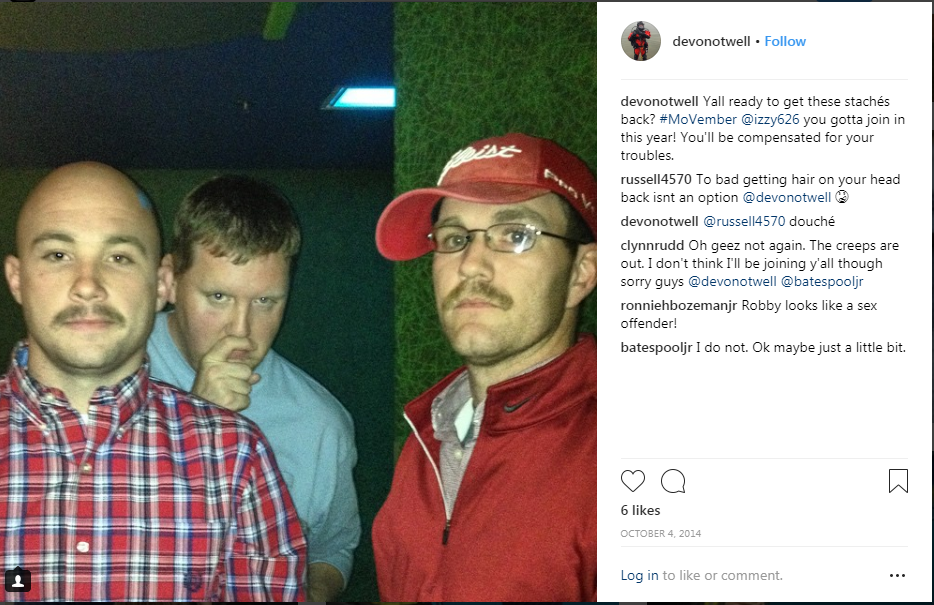 Titleist
devonotwell • Follow
devonotwell Yall ready to get these stachés
back? #MoVember @izzy626 you gotta join in
this year! You'll be compensated for your
troubles.
russell4570 To bad getting hair on your head
back isnt an option @devonotwell 😨
devonotwell @russell4570 douché
clynnrudd Oh geez not again. The creeps are
out. I don't think I'll be joining y'all though
sorry guys @devonotwell @batespooljr
ronniehbozemanjr Robby looks like a sex
offender!
batespooljr I do not. Ok maybe just a little bit.
6 likes
OCTOBER 4, 2014
Log in to like or comment.